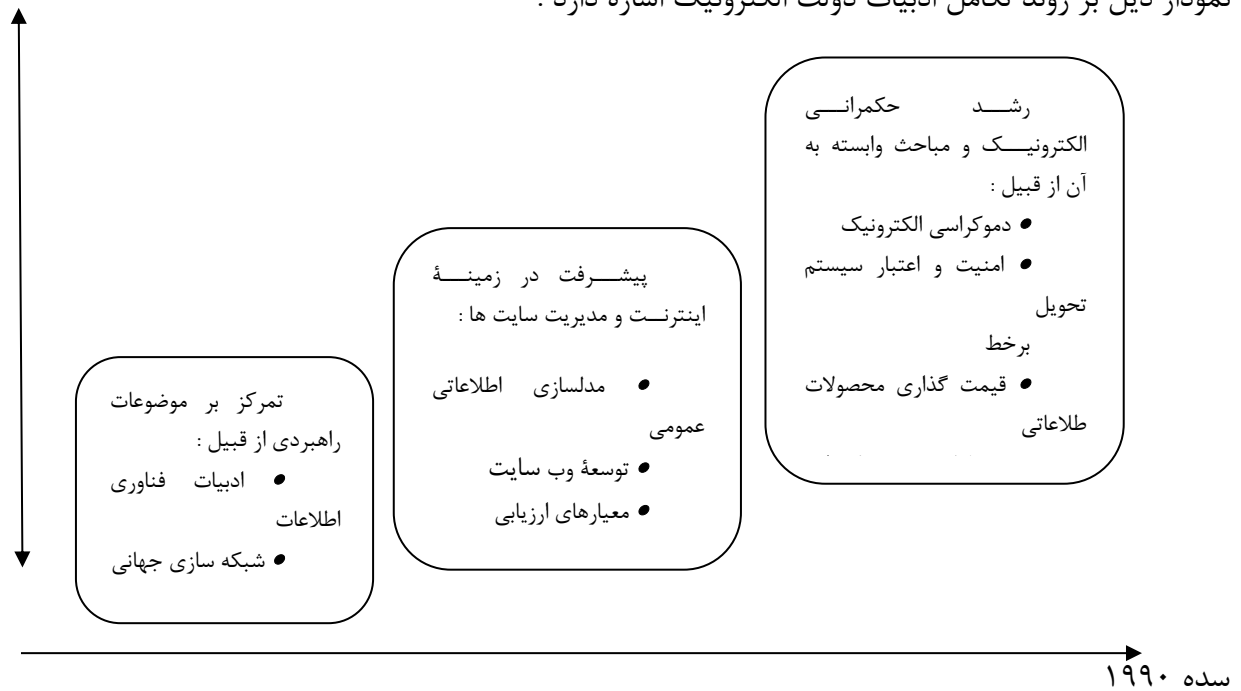 نمودار ذیل بر روند تکامل ادبیات دولت الکترونیک اشاره دارد :
رشد حکمرانی
الکترونیک و مباحث وابسته به
آن از قبیل :
• دموکراسی الکترونیک
• امنیت و اعتبار سیستم
تحویل
برخط
• قیمت گذاری محصولات
طلاعاتی
پیشرفت در زمینۀ
اینترنت و مدیریت سایت ها :
• مدلسازی اطلاعاتی
عمومی
• توسعۀ وب سایت
• معیارهای ارزیابی
تمرکز بر موضوعات
راهبردی از قبیل :
• ادبیات فناوری
اطلاعات
• شبکه سازی جهانی
سده ۱۹۹۰